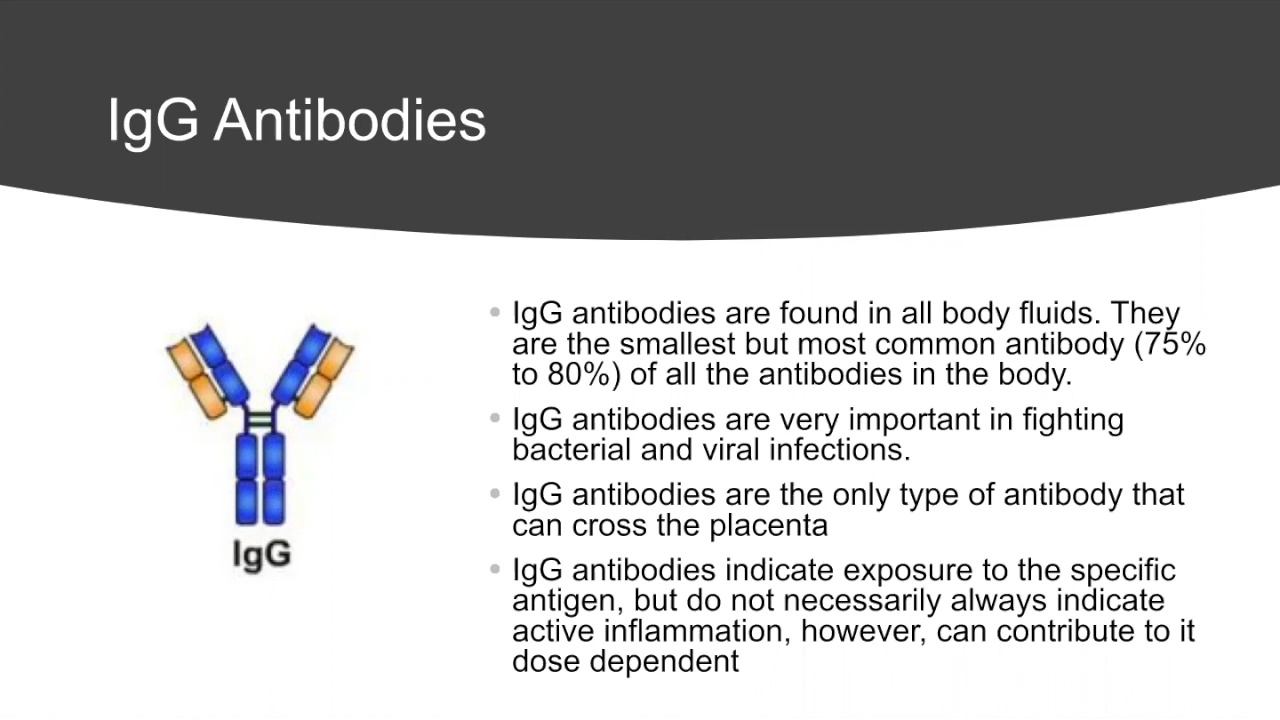 IgG Antibodies
IgG
IgG antibodies are found in all body fluids. They
are the smallest but most common antibody (75%
to 80%) of all the antibodies in the body.
IgG antibodies are very important in fighting
bacterial and viral infections.
IgG antibodies are the only type of antibody that
can cross the placenta
IgG antibodies indicate exposure to the specific
antigen, but do not necessarily always indicate
active inflammation, however, can contribute to it
dose dependent